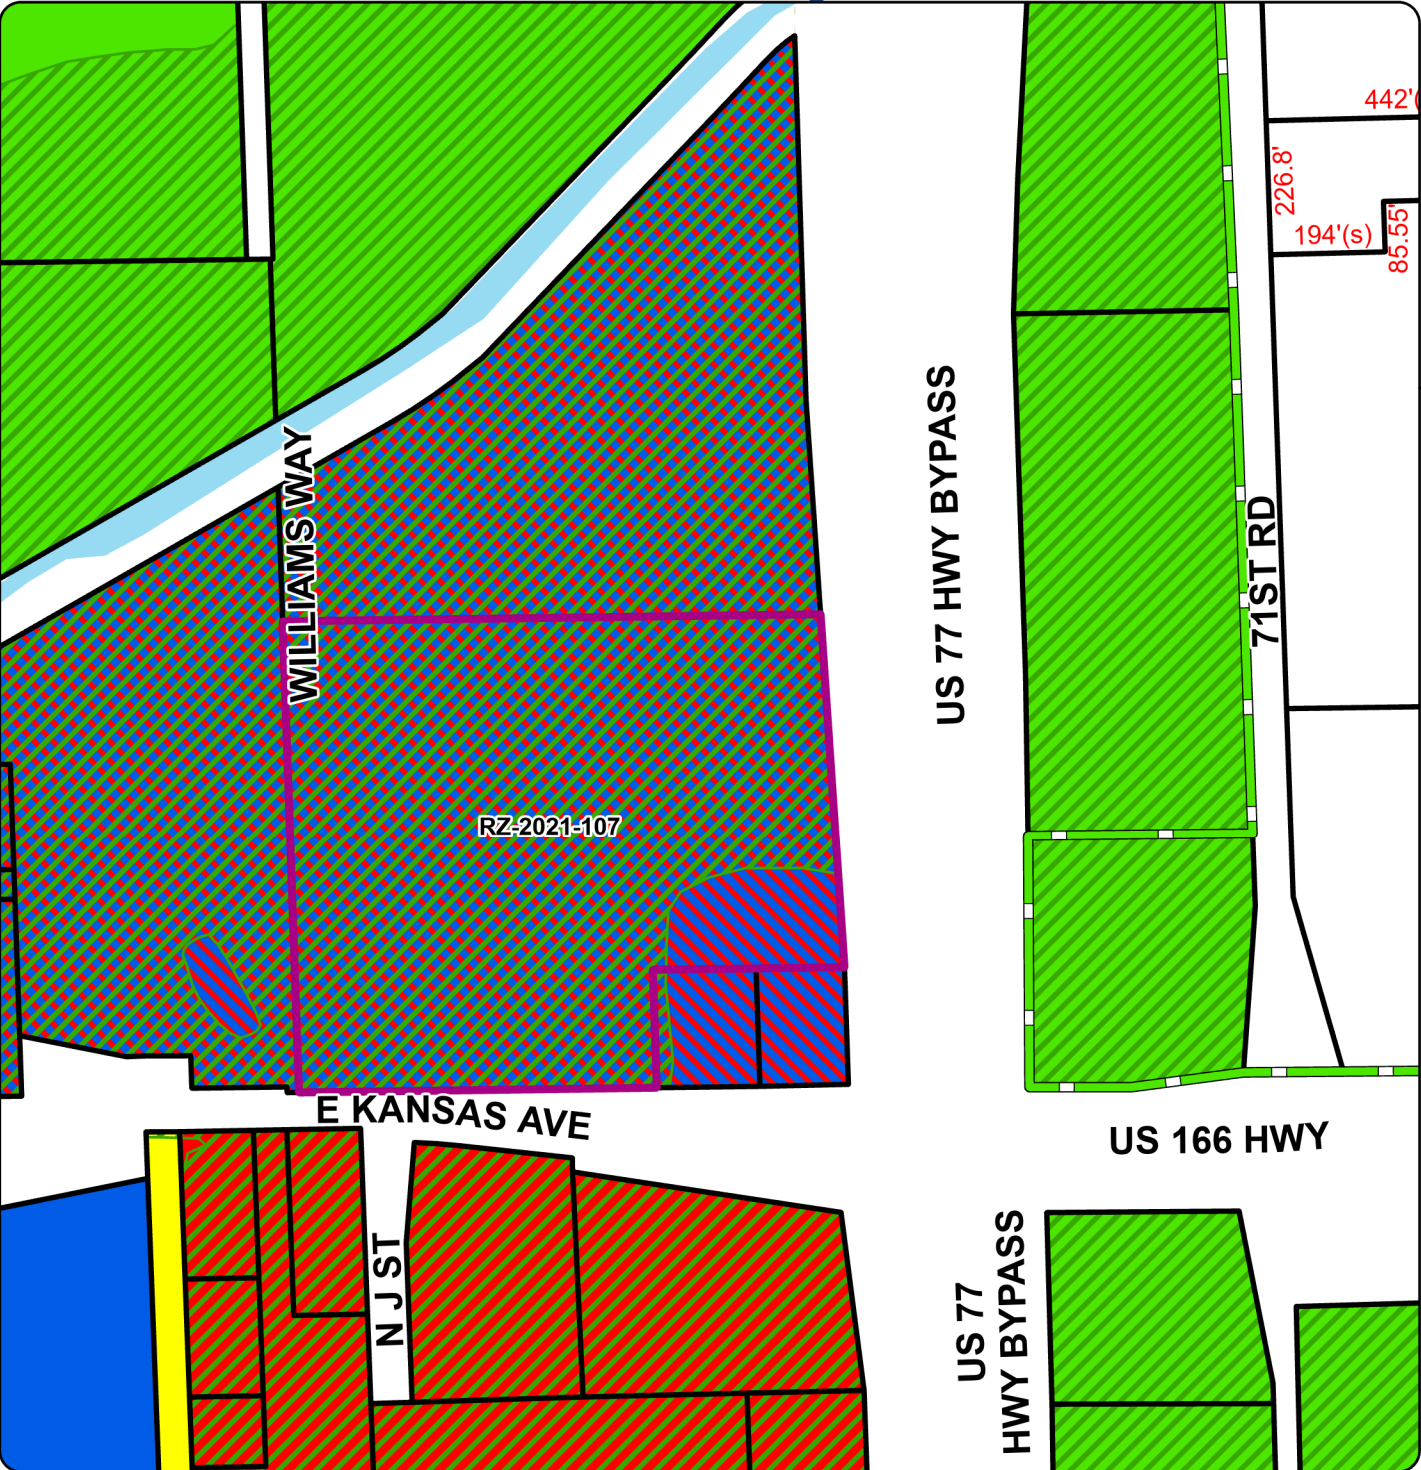 442'(
226.8'
194'(s)
85.55'
US 77 HWY BYPASS
WILLIAMS WAY
71ST RD
RZ-2021-107
E KANSAS AVE
US 166 HWY
N J ST
US 77
HWY BYPASS